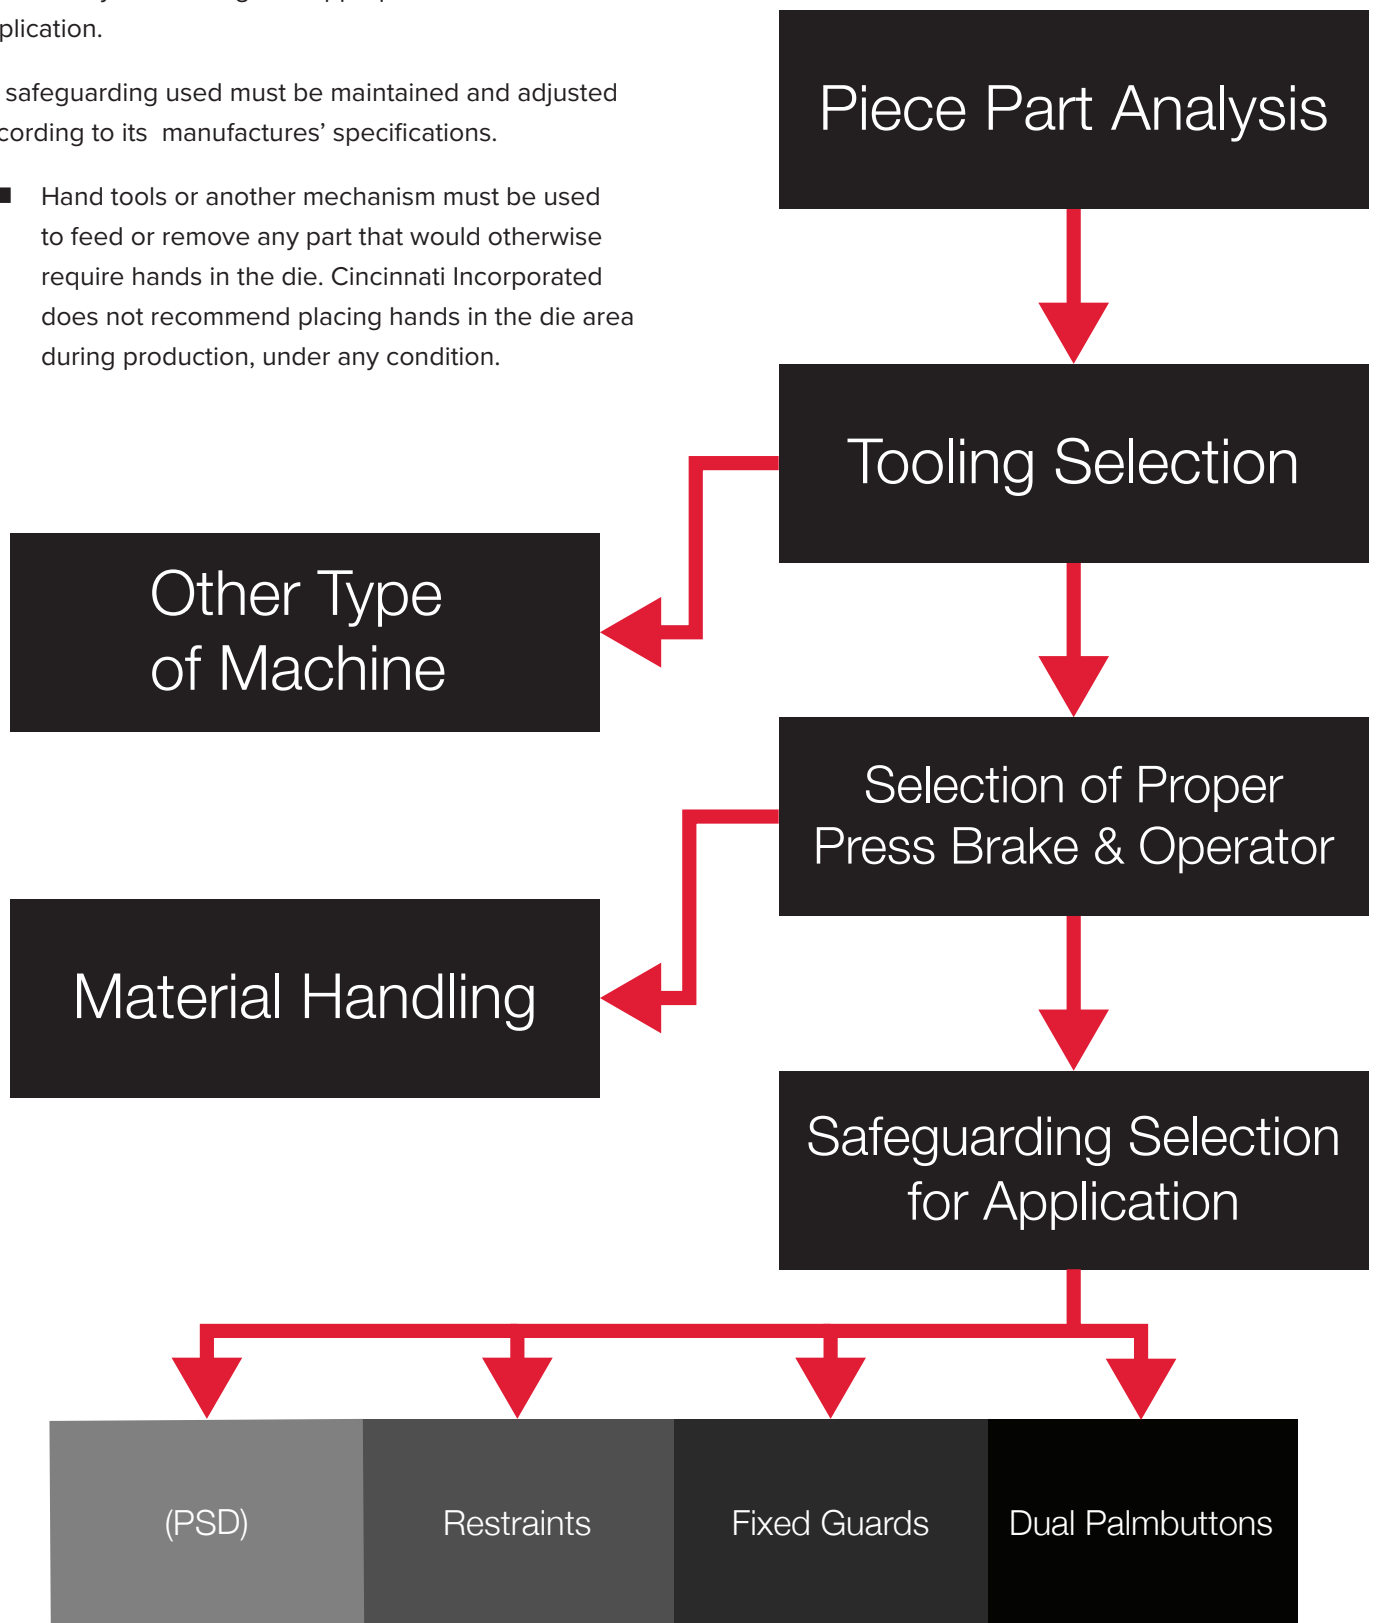 application.
safeguarding used must be maintained and adjusted
according to its manufactures’ specifications.
■ Hand tools or another mechanism must be used
to feed or remove any part that would otherwise
require hands in the die. Cincinnati Incorporated
does not recommend placing hands in the die area
during production, under any condition.
Piece Part Analysis
Tooling Selection
Other Type
of Machine
Selection of Proper
Press Brake & Operator
Material Handling
Safeguarding Selection
for Application
(PSD)
Restraints
Fixed Guards
Dual Palmbuttons